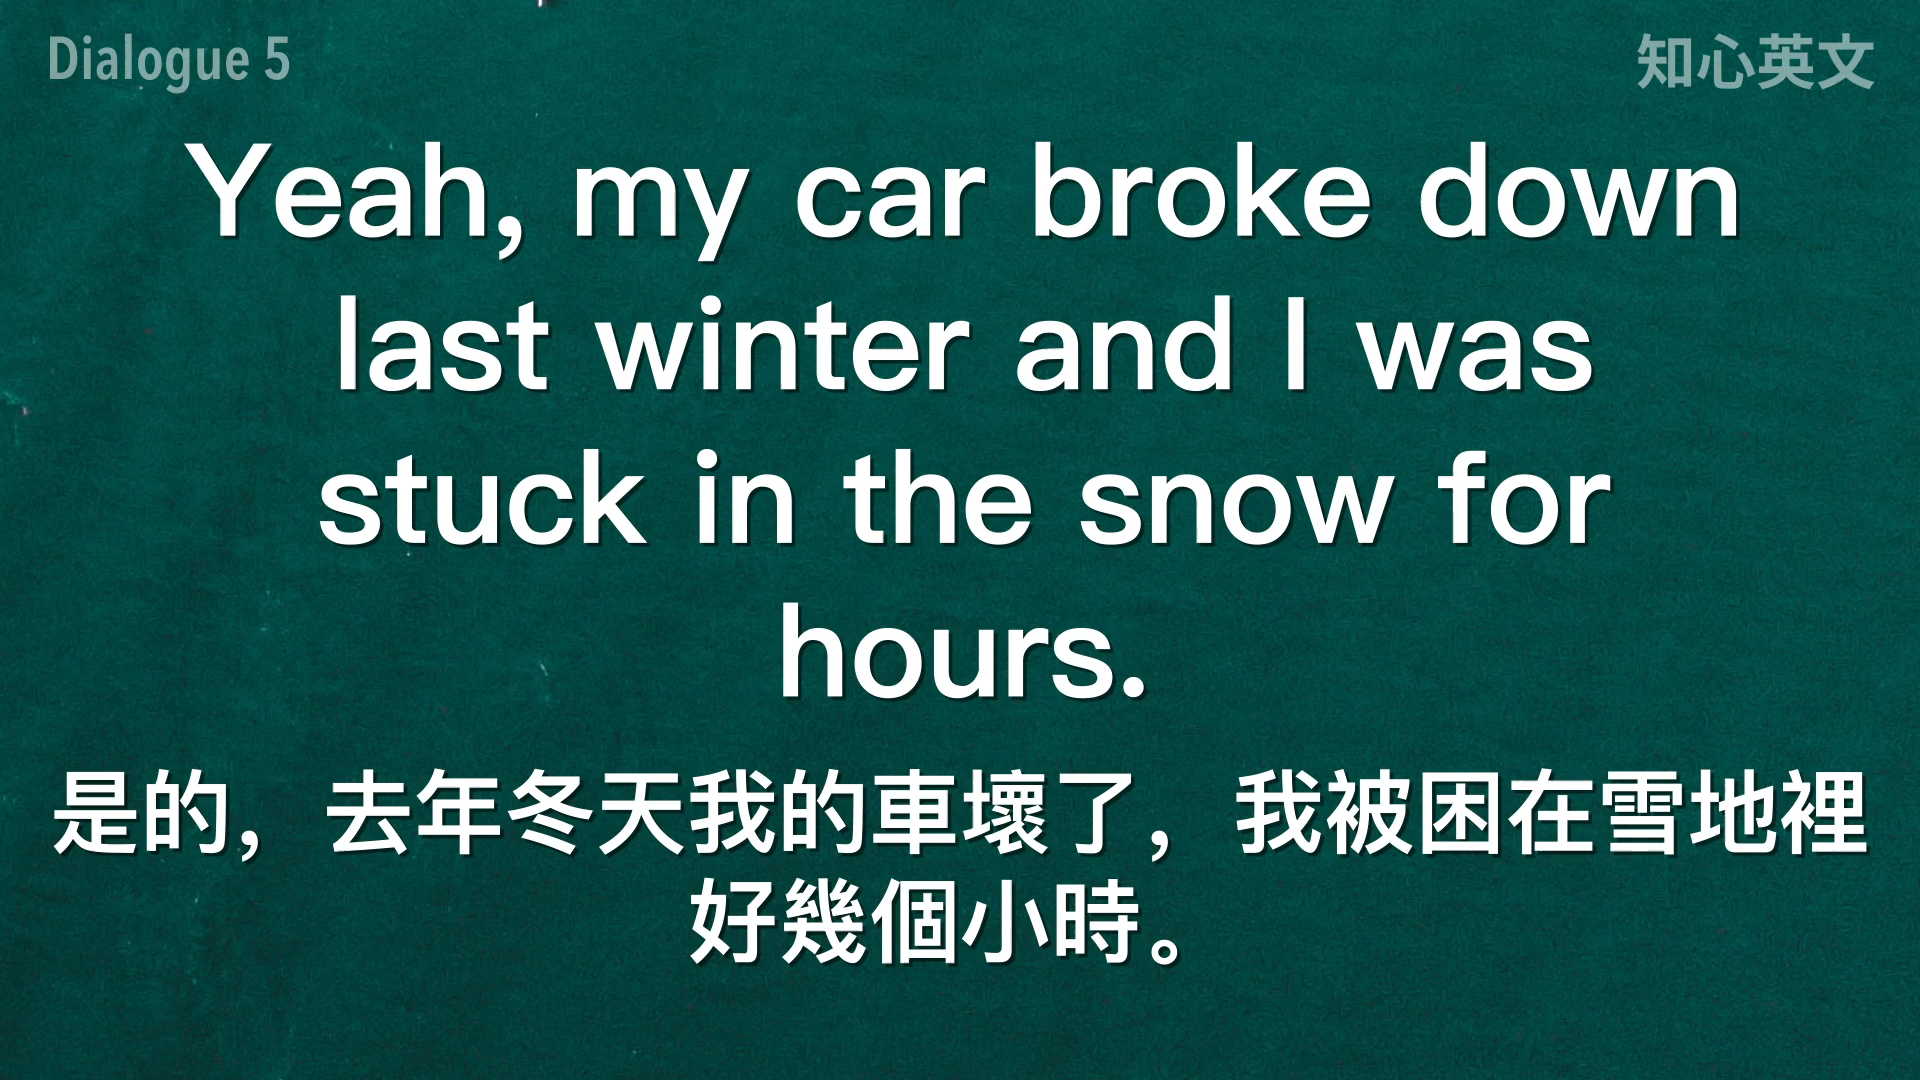 Dialogue 5
知心英文
Yeah, my car broke down
last winter and I was
stuck in the snow for
hours.
是的，去年冬天我的車壞了，我被困在雪地裡
好幾個小時。